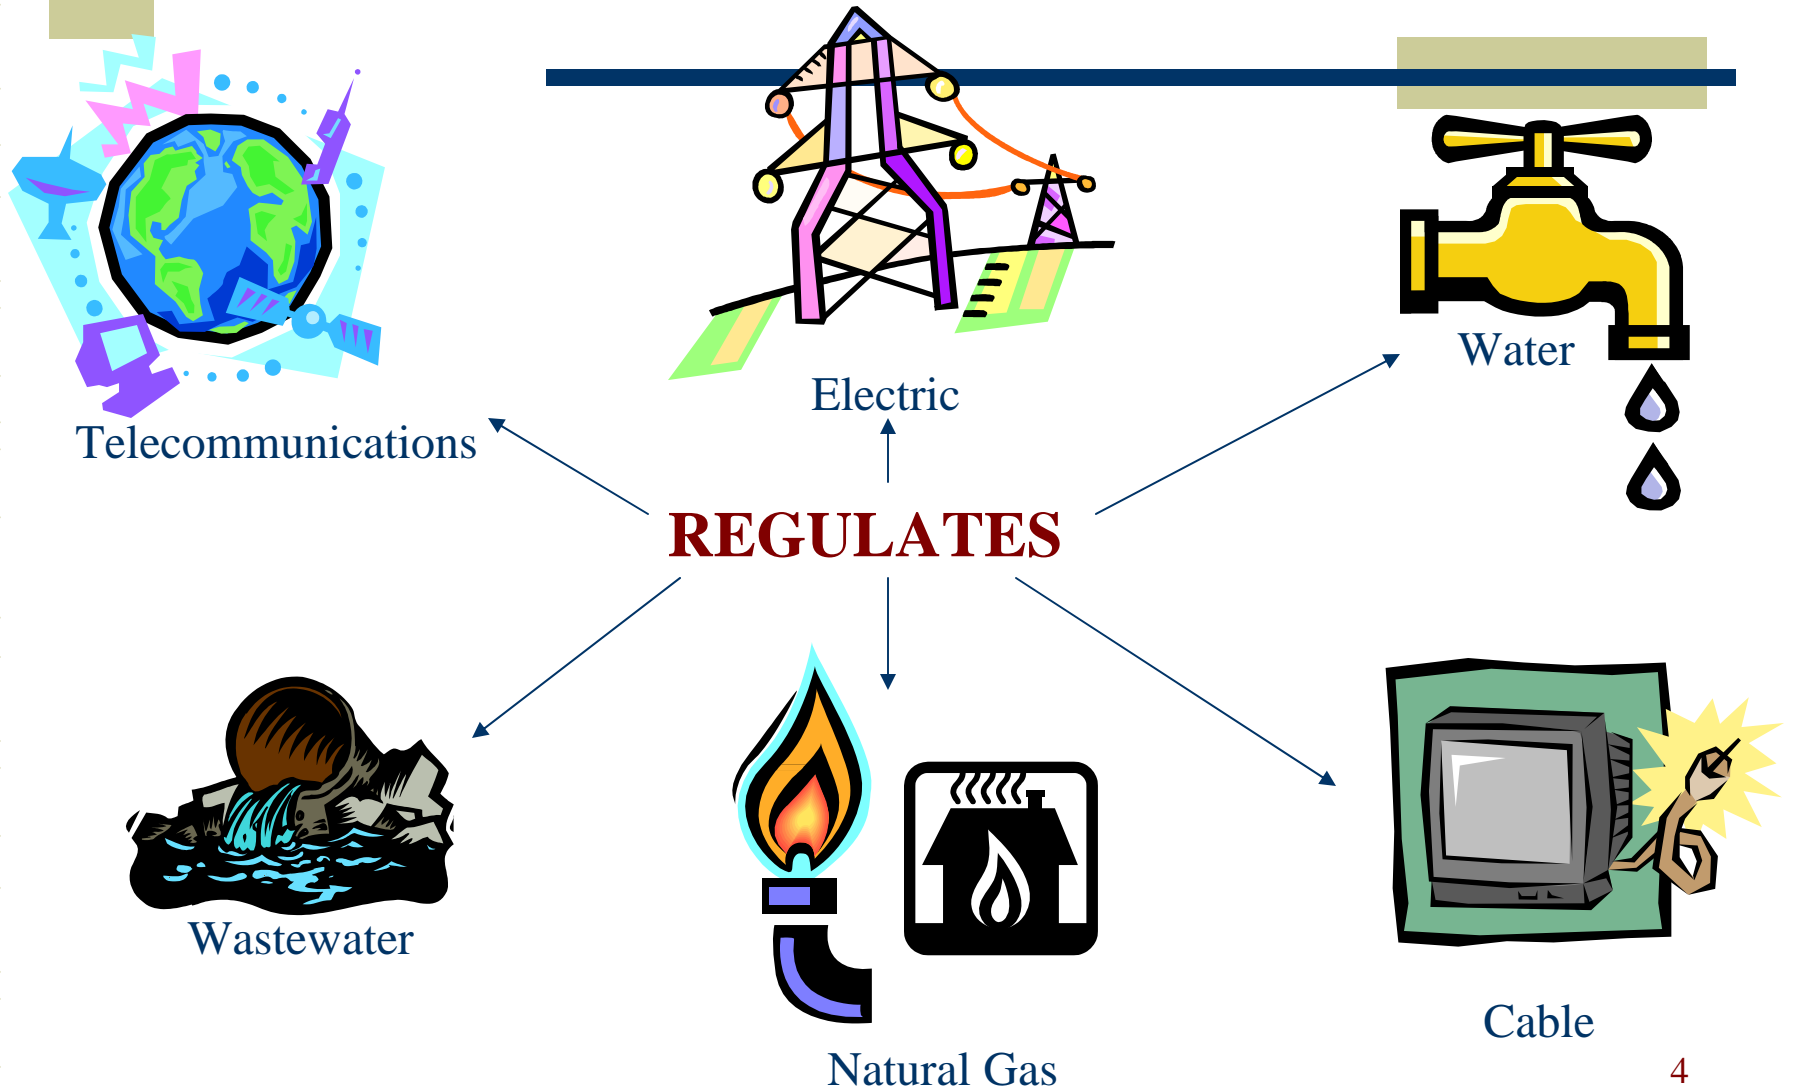 Electric
Water
Telecommunications
REGULATES
Wastewater
Natural Gas
Cable
4